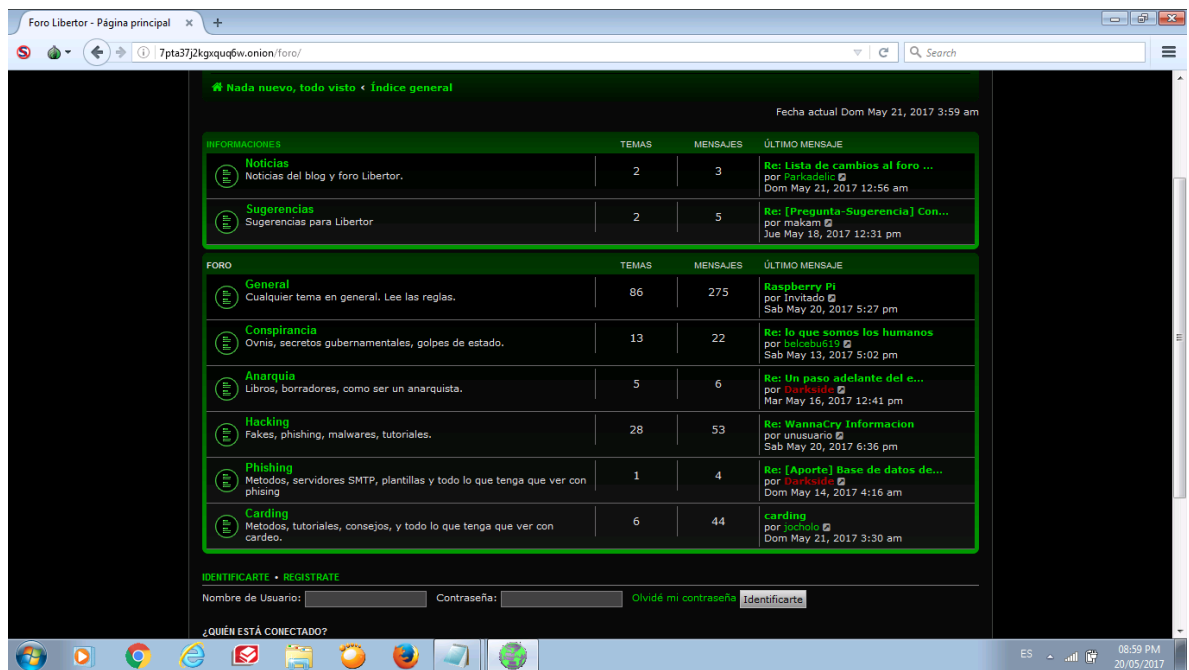 Foro Libertor - Página principal
7pta37j2kgxquq6w.onion/foro/
Search
Nada nuevo, todo visto ‹ Índice general
Fecha actual Dom May 21, 2017 3:59 am
INFORMACIONES TEMAS MENSAJES ÚLTIMO MENSAJE
Noticias
Noticias del blog y foro Libertor.
2 3
Re: Lista de cambios al foro ...
por Parkadelic
Dom May 21, 2017 12:56 am
Sugerencias
Sugerencias para Libertor
2 5
Re: [Pregunta-Sugerencia] Con...
por makam
Jue May 18, 2017 12:31 pm
FORO TEMAS MENSAJES ÚLTIMO MENSAJE
General
Cualquier tema en general. Lee las reglas.
86 275
Raspberry Pi
por Invitado
Sab May 20, 2017 5:27 pm
Conspirancia
Ovnis, secretos gubernamentales, golpes de estado.
13 22
Re: lo que somos los humanos
por belcebu619
Sab May 13, 2017 5:02 pm
Anarquia
Libros, borradores, como ser un anarquista.
5 6
Re: Un paso adelante del e...
por Darkside
Mar May 16, 2017 12:41 pm
Hacking
Fakes, phishing, malwares, tutoriales.
28 53
Re: WannaCry Informacion
por unusuario
Sab May 20, 2017 6:36 pm
Phishing
Metodos, servidores SMTP, plantillas y todo lo que tenga que ver con
phising
1 4
Re: [Aporte] Base de datos de...
por Darkside
Dom May 14, 2017 4:16 am
Carding
Metodos, tutoriales, consejos, y todo lo que tenga que ver con
cardeo.
6 44
carding
por jocholo
Dom May 21, 2017 3:30 am
IDENTIFICARTE • REGISTRATE
Nombre de Usuario: Contraseña: Olvidé mi contraseña Identificarte
¿QUIÉN ESTÁ CONECTADO?
ES
08:59 PM
20/05/2017